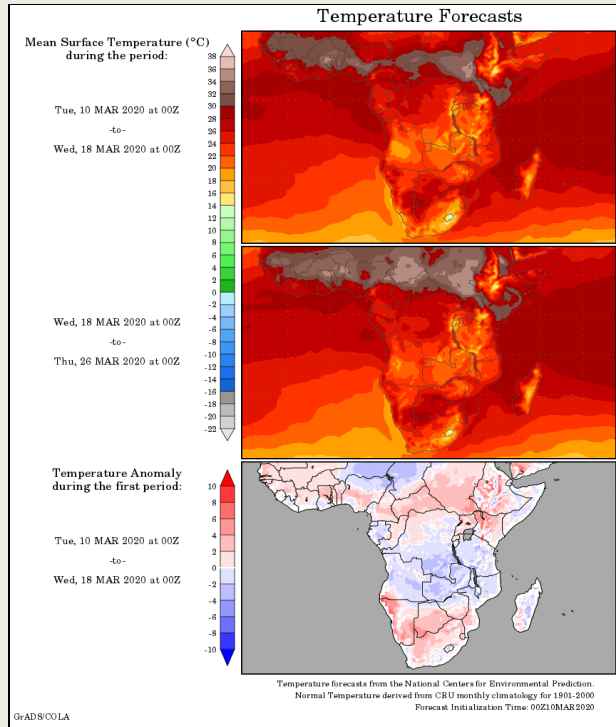 Temperature Forecasts
Mean Surface Temperature (°C)
during the period:
Tue, 10 MAR 2020 at 00Z
-to-
Wed, 18 MAR 2020 at 00Z
38
36
34
32
30
28
26
24
22
20
18
16
14
12
10
8
6
4
2
0
-2
-4
-6
-8
-10
-12
-14
-16
-18
-20
-22
Wed, 18 MAR 2020 at 00Z
-to-
Thu, 26 MAR 2020 at 00Z
Temperature Anomaly
during the first period:
Tue, 10 MAR 2020 at 00Z
-to-
Wed, 18 MAR 2020 at 00Z
10
8
6
4
2
0
-2
-4
-6
-8
-10
Temperature forecasts from the National Centers for Environmental Prediction.
Normal Temperature derived from CRU monthly climatology for 1901-2000
Forecast Initialization Time: 00Z10MAR2020
GrADS/COLA